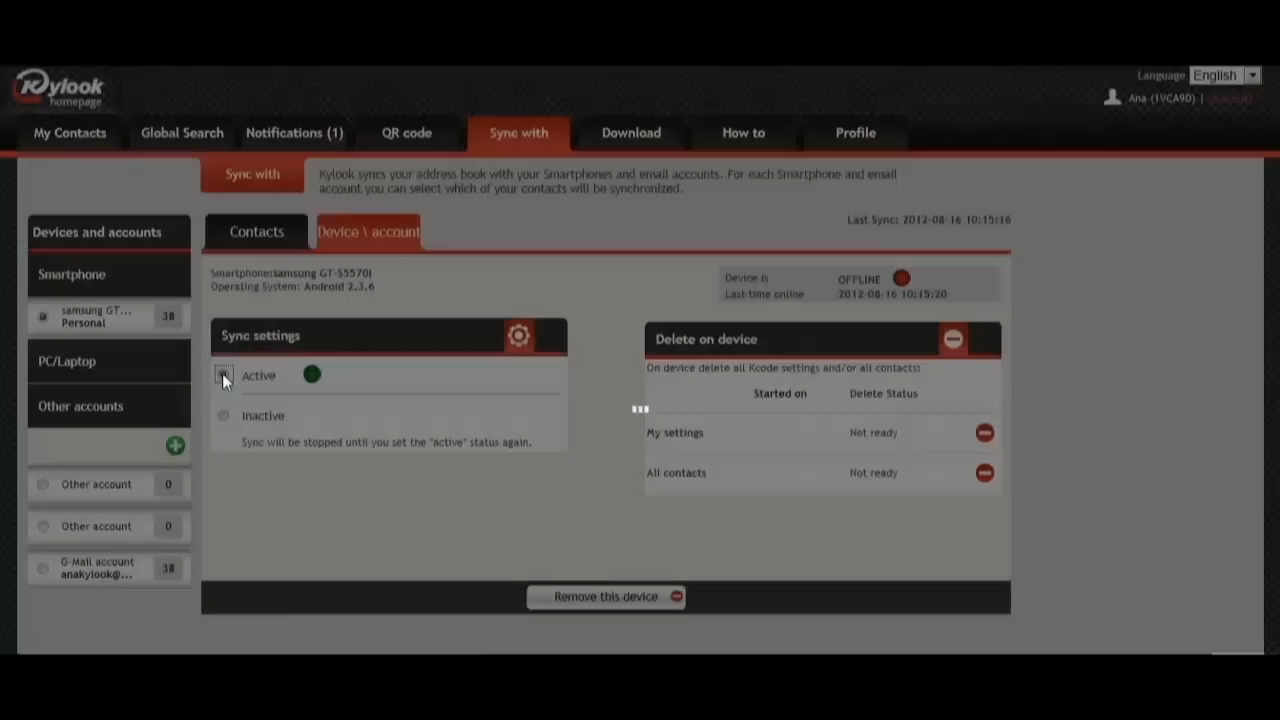 Kylook
homepage
Language English
Ana (1VCA9D) |
My Contacts Global Search Notifications (1) QR code Sync with Download How to Profile
Sync with
Kylook syncs your address book with your Smartphones and email accounts. For each Smartphone and email
account you can select which of your contacts will be synchronized.
Devices and accounts
Smartphone
samsung GT...
Personal
38
PC/Laptop
Other accounts
Other account 0
Other account 0
G-Mail account
anakylook@...
38
Contacts Device \ account
Last Sync: 2012-08-16 10:15:16
Smartphone:samsung GT-S5570I
Operating System: Android 2.3.6
Device is OFFLINE
Last time online 2012-08-16 10:15:20
Sync settings
Active
Inactive
Sync will be stopped until you set the "active" status again.
Delete on device
On device delete all Kcode settings and/or all contacts:
Started on Delete Status
My settings Not ready
All contacts Not ready
Remove this device